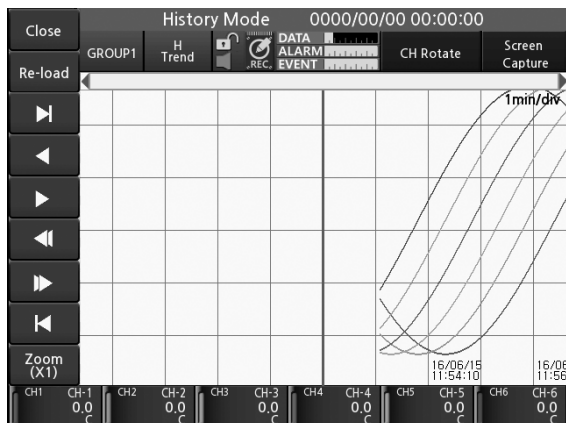 Close
History Mode 0000/00/00 00:00:00
Re-load
GROUP1
H
Trend
REC
DATA
ALARM
EVENT
CH Rotate
Screen
Capture
1min/div
16/06/15
11:54:10
16/06
11:56
Zoom
(X1)
CH1 CH-1
0.0
C
CH2 CH-2
0.0
C
CH3 CH-3
0.0
C
CH4 CH-4
0.0
C
CH5 CH-5
0.0
C
CH6 CH-6
0.0
C